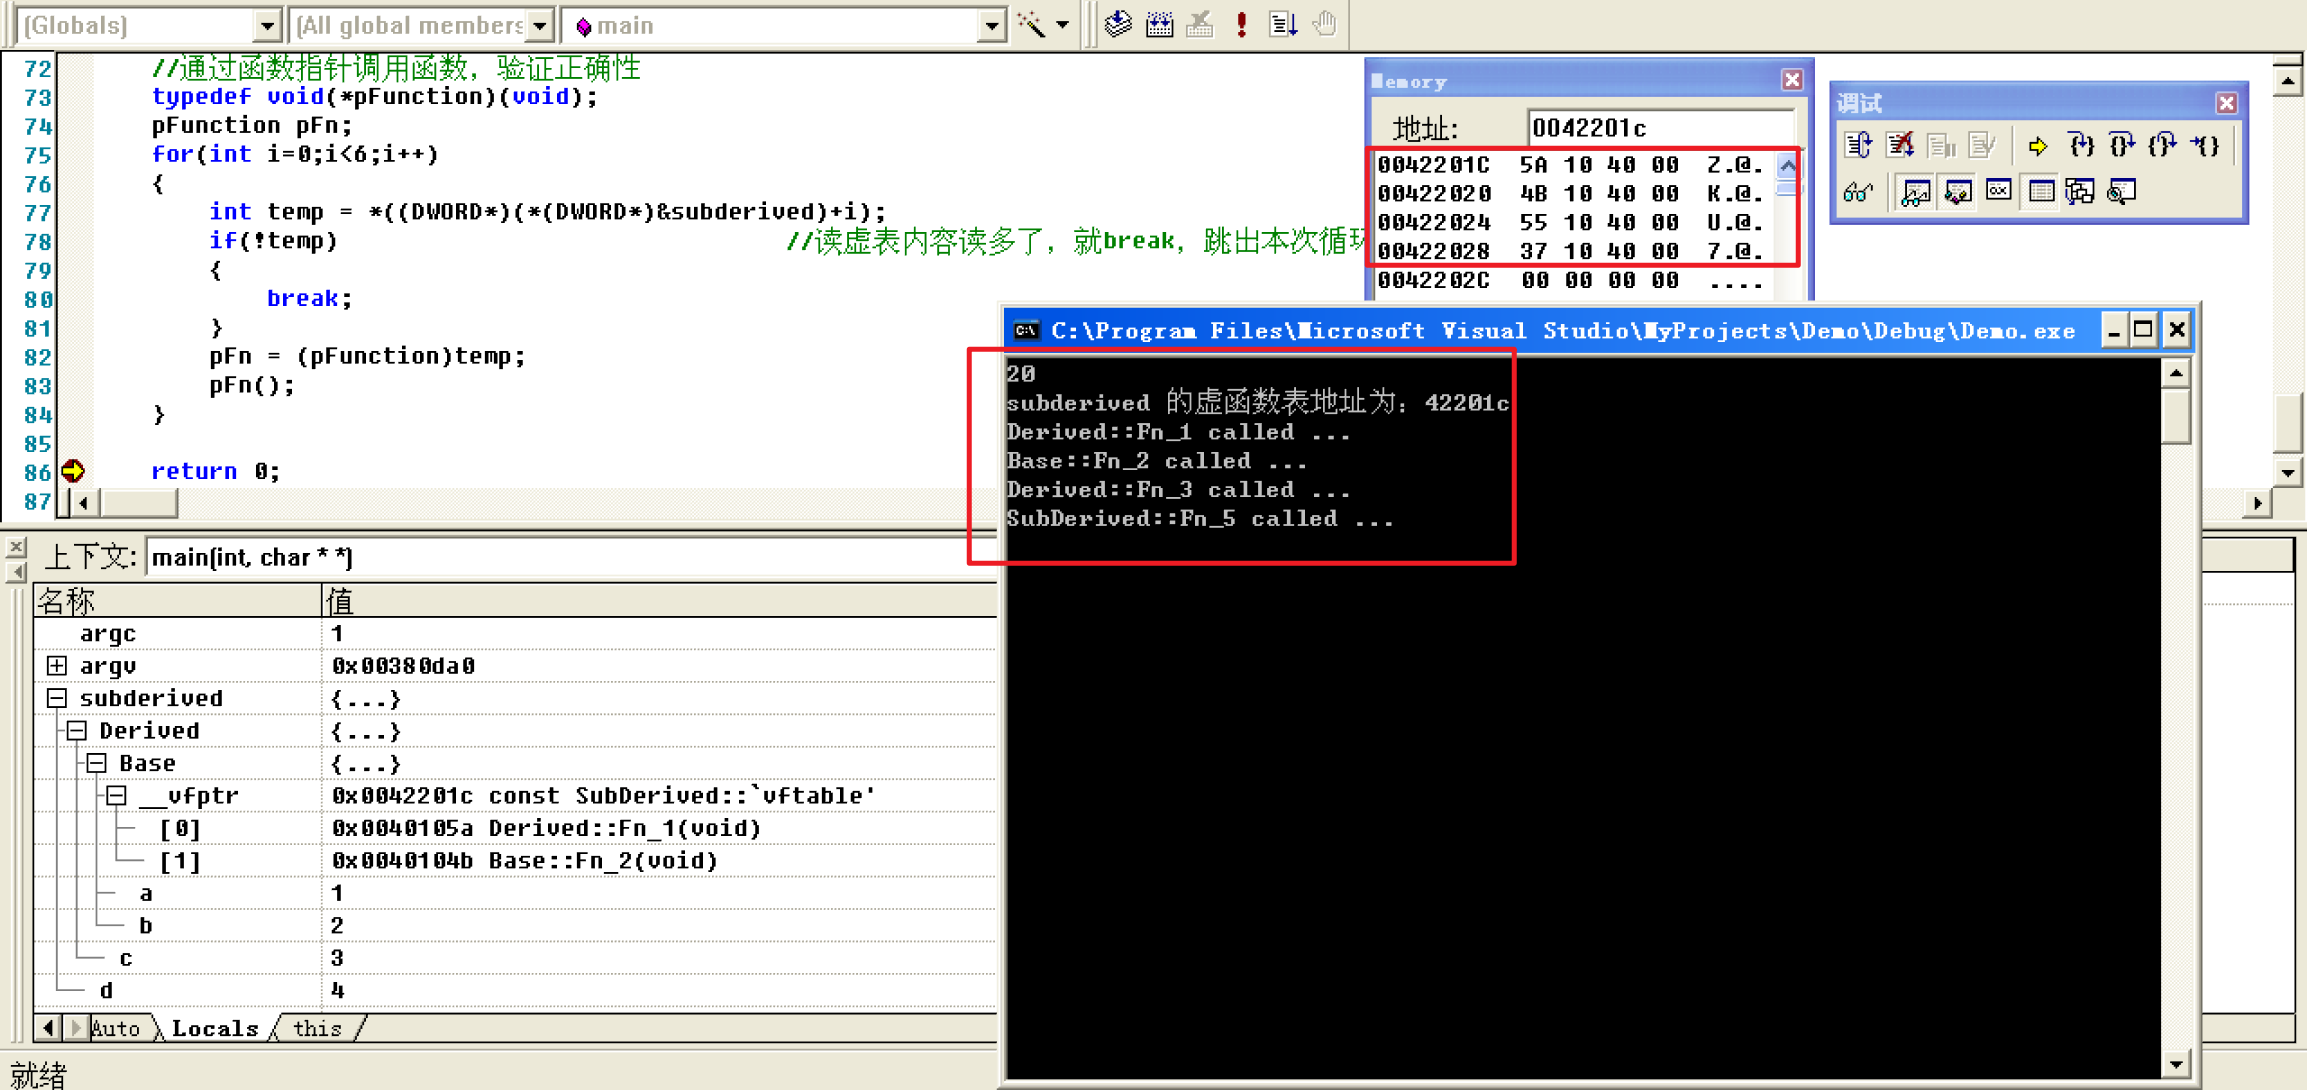 (Globals)
(All global members
main
72 //通过函数指针调用函数，验证正确性
73 typedef void(*pFunction)(void);
74 pFunction pFn;
75 for(int i=0;i<6;i++)
76 {
77 int temp = *((DWORD*)(*(DWORD*)&subderived)+i);
78 if(!temp) //读虚表内容读多了，就break，跳出本次循环
79 {
80 break;
81 }
82 pFn = (pFunction)temp;
83 pFn();
84 }
85
86 return 0;
87
Memory
地址: 0042201c
0042201C 5A 10 40 00 Z.@.
00422020 4B 10 40 00 K.@.
00422024 55 10 40 00 U.@.
00422028 37 10 40 00 7.@.
0042202C 00 00 00 00 ....
调试
C:\Program Files\Microsoft Visual Studio\MyProjects\Demo\Debug\Demo.exe
20
subderived 的虚函数表地址为：42201c
Derived::Fn_1 called ...
Base::Fn_2 called ...
Derived::Fn_3 called ...
SubDerived::Fn_5 called ...
上下文: main(int, char * *)
名称 值
argc 1
argv 0x00380da0
subderived {...}
Derived {...}
Base {...}
__vfptr 0x0042201c const SubDerived::`vftable'
[0] 0x0040105a Derived::Fn_1(void)
[1] 0x0040104b Base::Fn_2(void)
a 1
b 2
c 3
d 4
Auto Locals this
就绪